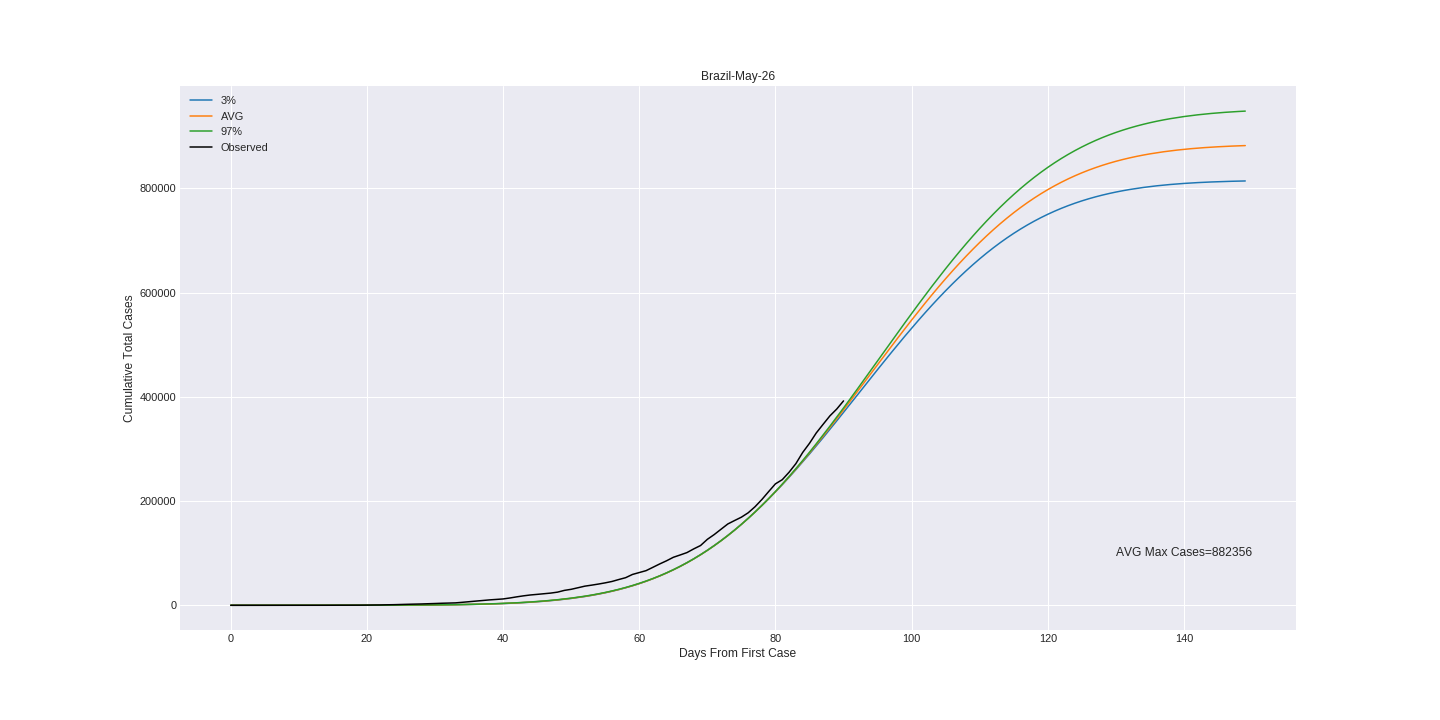 Brazil-May-26
3%
AVG
97%
Observed
800000
600000
400000
200000
0
Cumulative Total Cases
AVG Max Cases=882356
0 20 40 60 80 100 120 140
Days From First Case